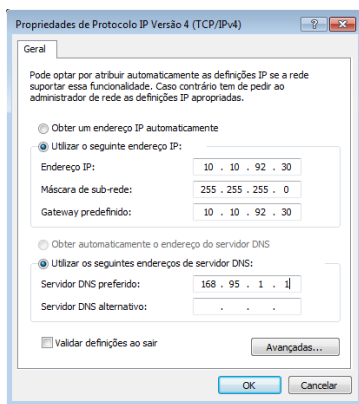 Propriedades de Protocolo IP Versão 4 (TCP/IPv4)
Geral
Pode optar por atribuir automaticamente as definições IP se a rede
suportar essa funcionalidade. Caso contrário tem de pedir ao
administrador de rede as definições IP apropriadas.
Obter um endereço IP automaticamente
Utilizar o seguinte endereço IP:
Endereço IP: 10 . 10 . 92 . 30
Máscara de sub-rede: 255 . 255 . 255 . 0
Gateway predefinido: 10 . 10 . 92 . 30
Obter automaticamente o endereço do servidor DNS
Utilizar os seguintes endereços de servidor DNS:
Servidor DNS preferido: 168 . 95 . 1 . 1
Servidor DNS alternativo: . . .
Validar definições ao sair
Avançadas...
OK Cancelar